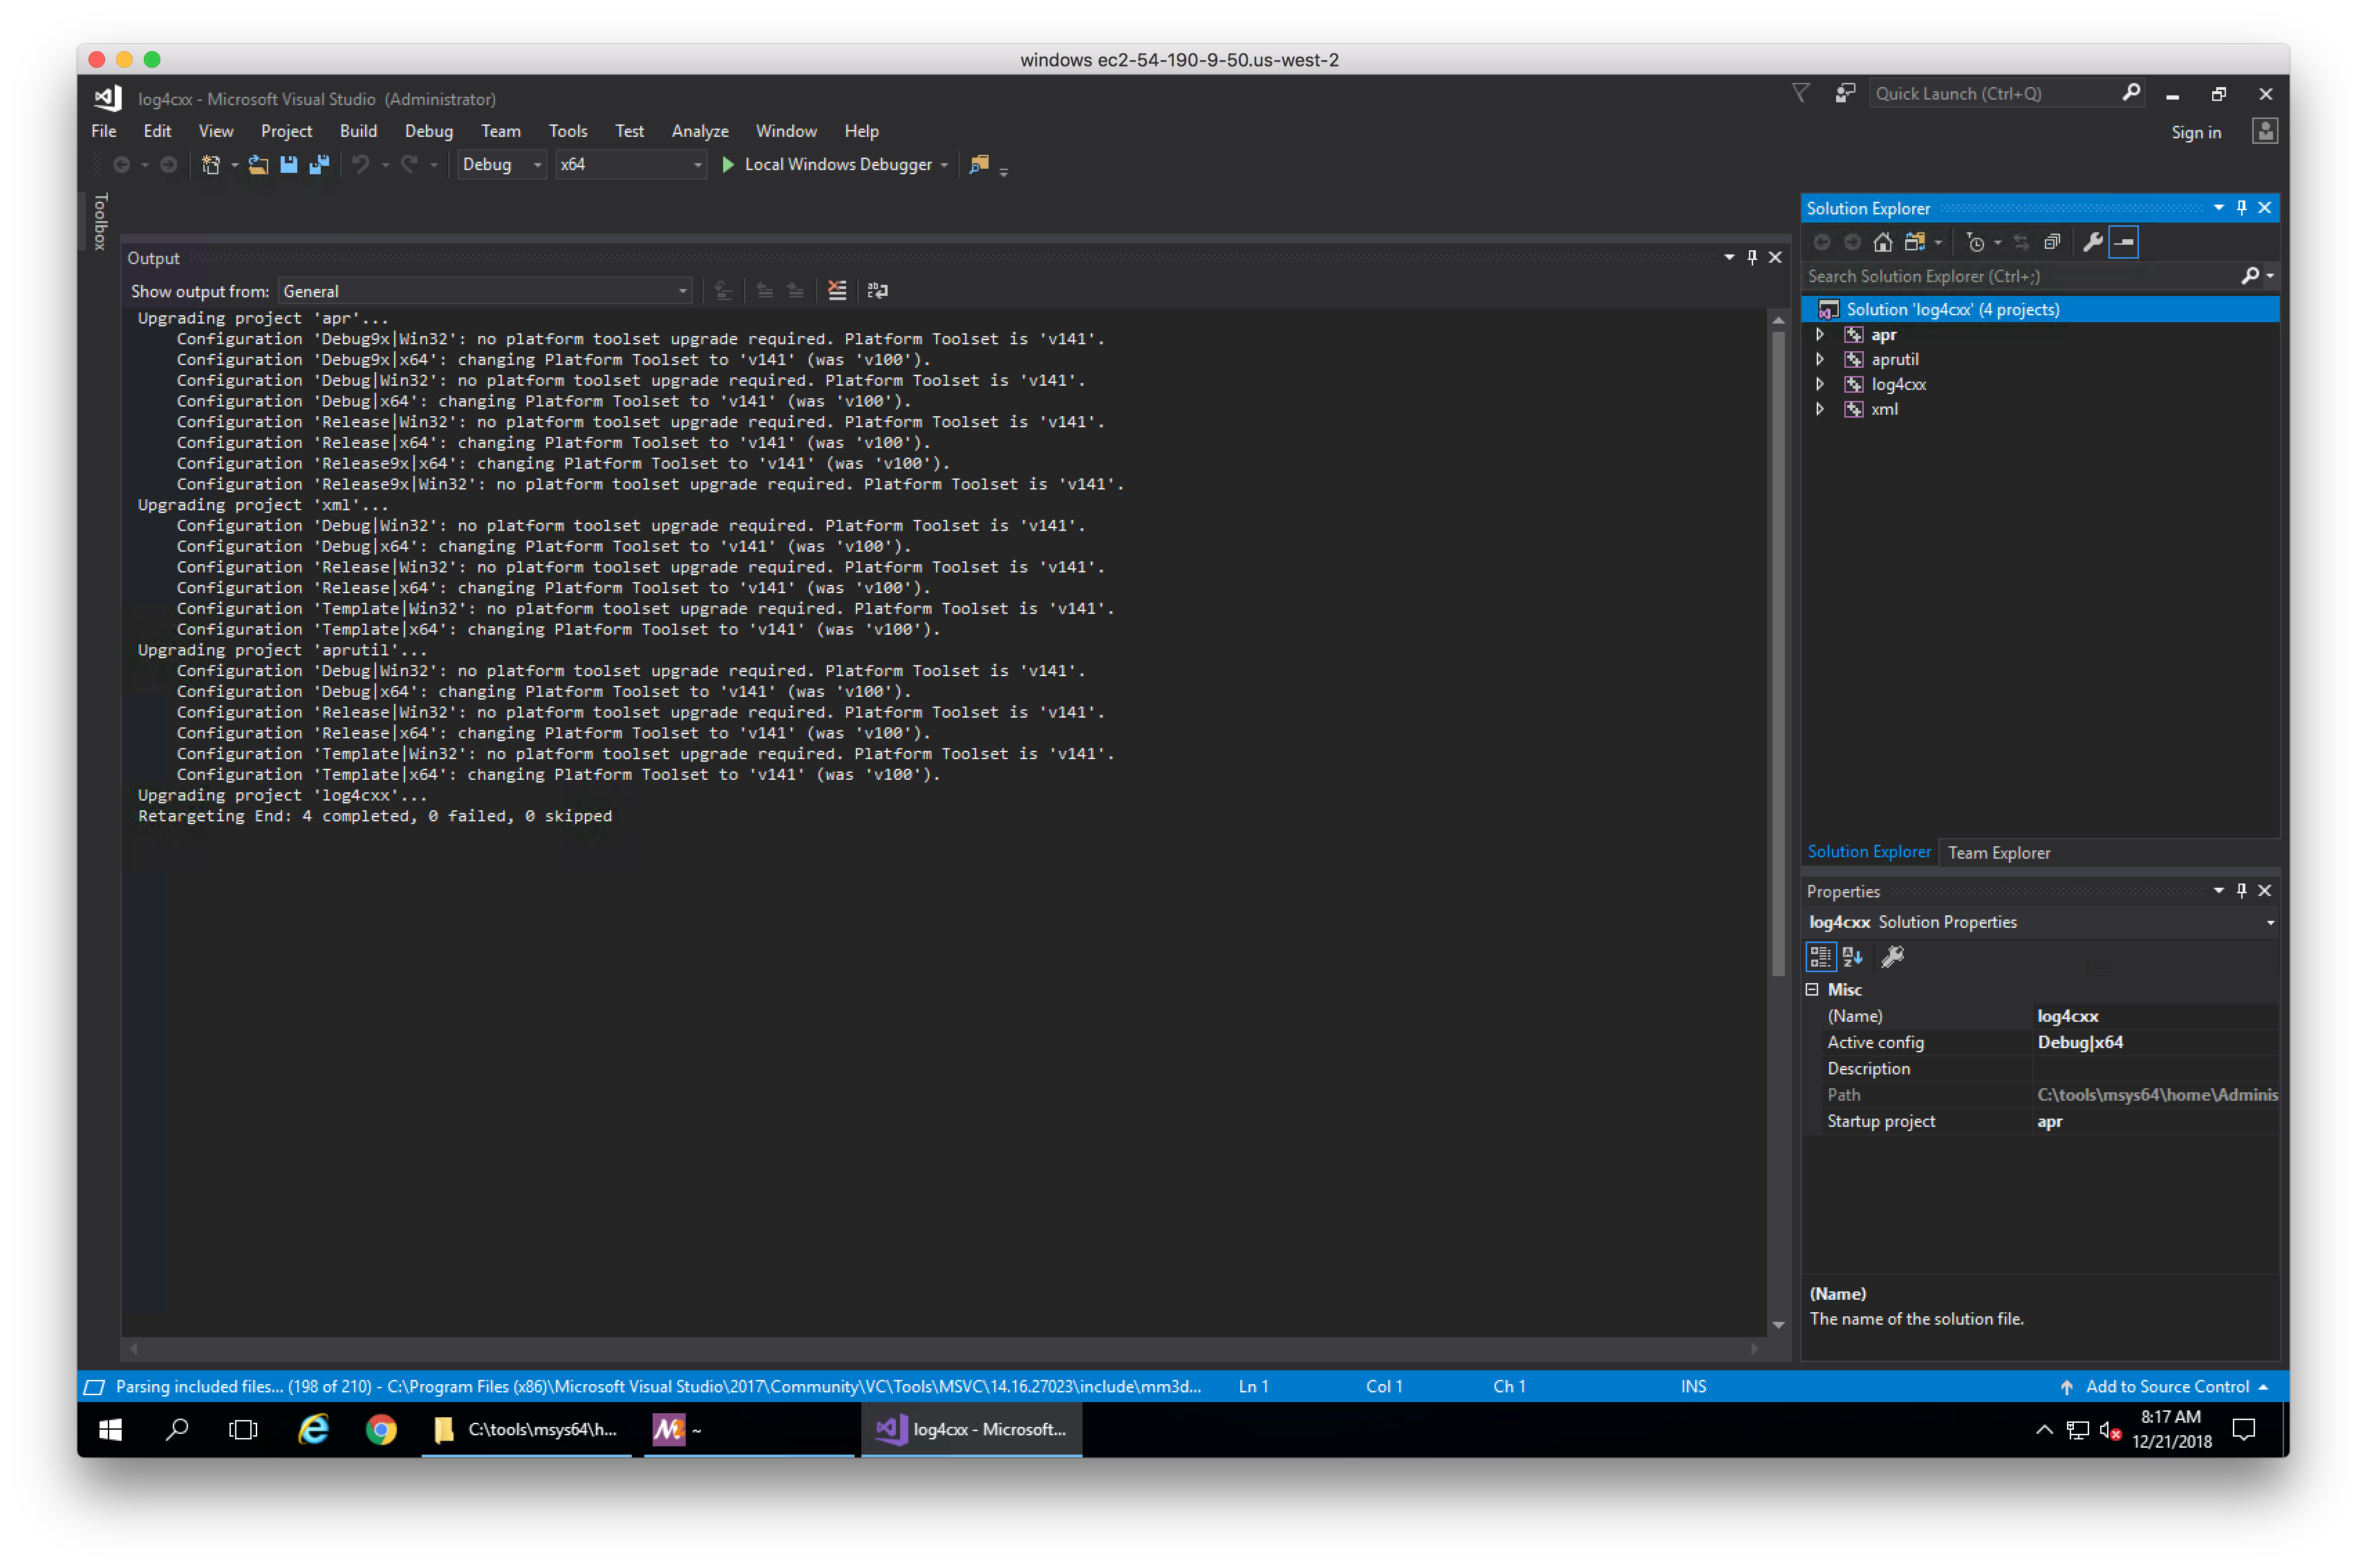 windows ec2-54-190-9-50.us-west-2
log4cxx - Microsoft Visual Studio (Administrator)
Quick Launch (Ctrl+Q)
File Edit View Project Build Debug Team Tools Test Analyze Window Help
Sign in
Debug x64 Local Windows Debugger
Toolbox
Output
Show output from: General
Upgrading project 'apr'...
Configuration 'Debug9x|Win32': no platform toolset upgrade required. Platform Toolset is 'v141'.
Configuration 'Debug9x|x64': changing Platform Toolset to 'v141' (was 'v100').
Configuration 'Debug|Win32': no platform toolset upgrade required. Platform Toolset is 'v141'.
Configuration 'Debug|x64': changing Platform Toolset to 'v141' (was 'v100').
Configuration 'Release|Win32': no platform toolset upgrade required. Platform Toolset is 'v141'.
Configuration 'Release|x64': changing Platform Toolset to 'v141' (was 'v100').
Configuration 'Release9x|x64': changing Platform Toolset to 'v141' (was 'v100').
Configuration 'Release9x|Win32': no platform toolset upgrade required. Platform Toolset is 'v141'.
Upgrading project 'xml'...
Configuration 'Debug|Win32': no platform toolset upgrade required. Platform Toolset is 'v141'.
Configuration 'Debug|x64': changing Platform Toolset to 'v141' (was 'v100').
Configuration 'Release|Win32': no platform toolset upgrade required. Platform Toolset is 'v141'.
Configuration 'Release|x64': changing Platform Toolset to 'v141' (was 'v100').
Configuration 'Template|Win32': no platform toolset upgrade required. Platform Toolset is 'v141'.
Configuration 'Template|x64': changing Platform Toolset to 'v141' (was 'v100').
Upgrading project 'aprutil'...
Configuration 'Debug|Win32': no platform toolset upgrade required. Platform Toolset is 'v141'.
Configuration 'Debug|x64': changing Platform Toolset to 'v141' (was 'v100').
Configuration 'Release|Win32': no platform toolset upgrade required. Platform Toolset is 'v141'.
Configuration 'Release|x64': changing Platform Toolset to 'v141' (was 'v100').
Configuration 'Template|Win32': no platform toolset upgrade required. Platform Toolset is 'v141'.
Configuration 'Template|x64': changing Platform Toolset to 'v141' (was 'v100').
Upgrading project 'log4cxx'...
Retargeting End: 4 completed, 0 failed, 0 skipped
Solution Explorer
Search Solution Explorer (Ctrl+;)
Solution 'log4cxx' (4 projects)
apr
aprutil
log4cxx
xml
Solution Explorer Team Explorer
Properties
log4cxx Solution Properties
Misc
(Name) log4cxx
Active config Debug|x64
Description
Path C:\tools\msys64\home\Adminis
Startup project apr
(Name)
The name of the solution file.
Parsing included files... (198 of 210) - C:\Program Files (x86)\Microsoft Visual Studio\2017\Community\VC\Tools\MSVC\14.16.27023\include\mm3d... Ln 1 Col 1 Ch 1 INS Add to Source Control
C:\tools\msys64\h... ~ log4cxx - Microsoft...
8:17 AM
12/21/2018